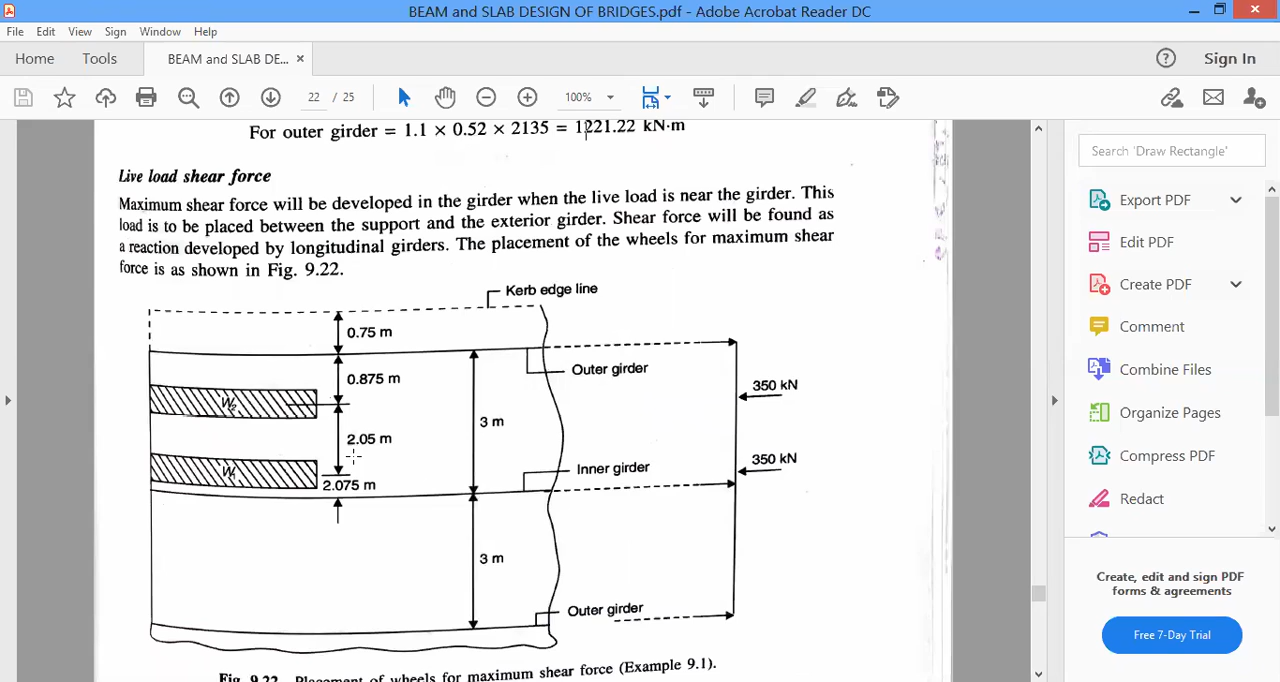 BEAM and SLAB DESIGN OF BRIDGES.pdf - Adobe Acrobat Reader DC
File Edit View Sign Window Help
Home Tools BEAM and SLAB DE... × Sign In
22 / 25 100%
For outer girder = 1.1 × 0.52 × 2135 = 1221.22 kN·m
Live load shear force
Maximum shear force will be developed in the girder when the live load is near the girder. This
load is to be placed between the support and the exterior girder. Shear force will be found as
a reaction developed by longitudinal girders. The placement of the wheels for maximum shear
force is as shown in Fig. 9.22.
Kerb edge line
0.75 m
Outer girder
0.875 m
350 kN
W₂
3 m
2.05 m
350 kN
Inner girder
W₁
2.075 m
3 m
Outer girder
Fig. 9.22 Placement of wheels for maximum shear force (Example 9.1).
Search 'Draw Rectangle'
Export PDF
Edit PDF
Create PDF
Comment
Combine Files
Organize Pages
Compress PDF
Redact
Create, edit and sign PDF
forms & agreements
Free 7-Day Trial